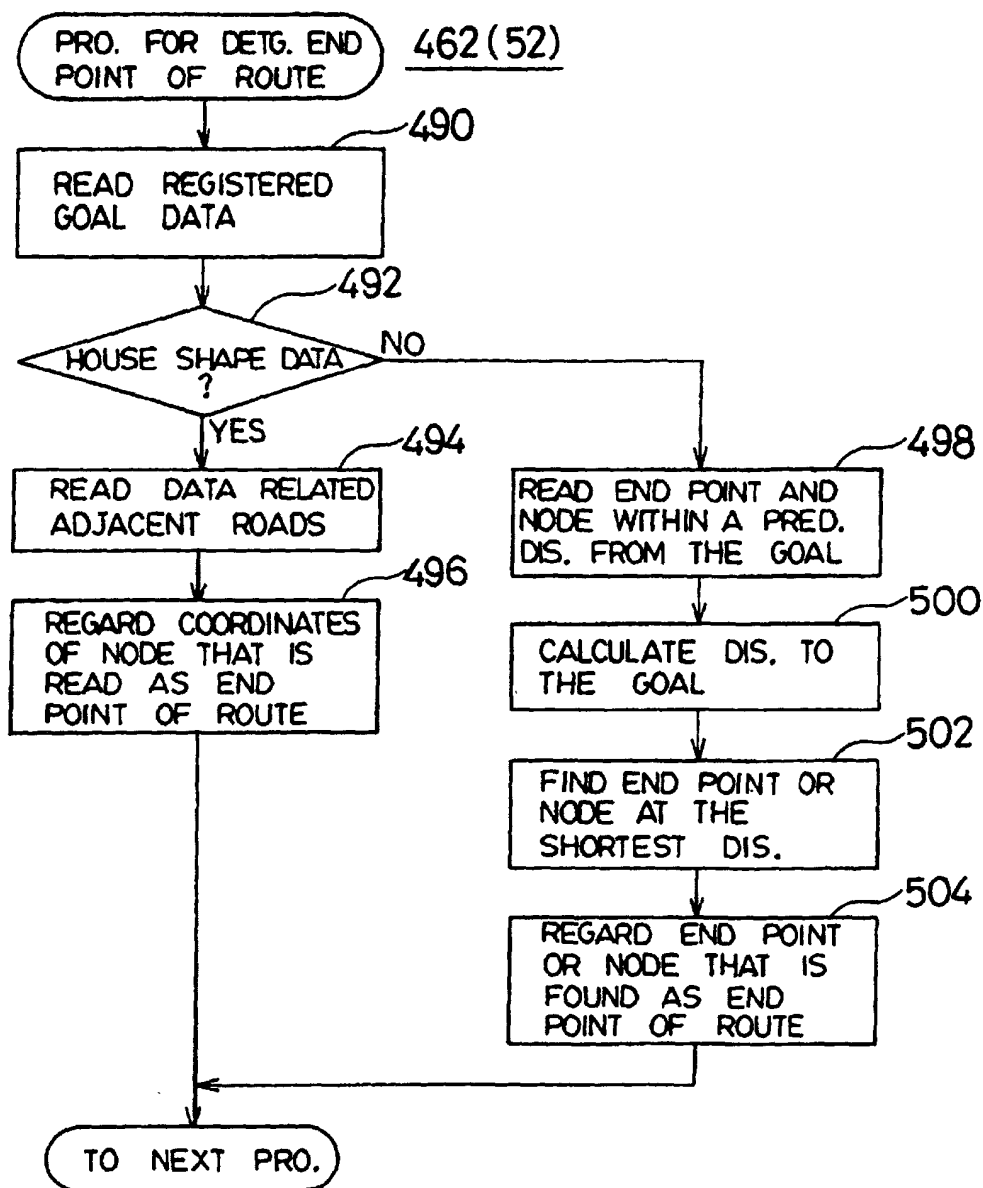 PRO. FOR DETG. END
POINT OF ROUTE
462(52)
490
READ REGISTERED
GOAL DATA
492
HOUSE SHAPE DATA
?
NO
YES
494
READ DATA RELATED
ADJACENT ROADS
496
REGARD COORDINATES
OF NODE THAT IS
READ AS END
POINT OF ROUTE
498
READ END POINT AND
NODE WITHIN A PRED.
DIS. FROM THE GOAL
500
CALCULATE DIS. TO
THE GOAL
502
FIND END POINT OR
NODE AT THE
SHORTEST DIS.
504
REGARD END POINT
OR NODE THAT IS
FOUND AS END
POINT OF ROUTE
TO NEXT PRO.